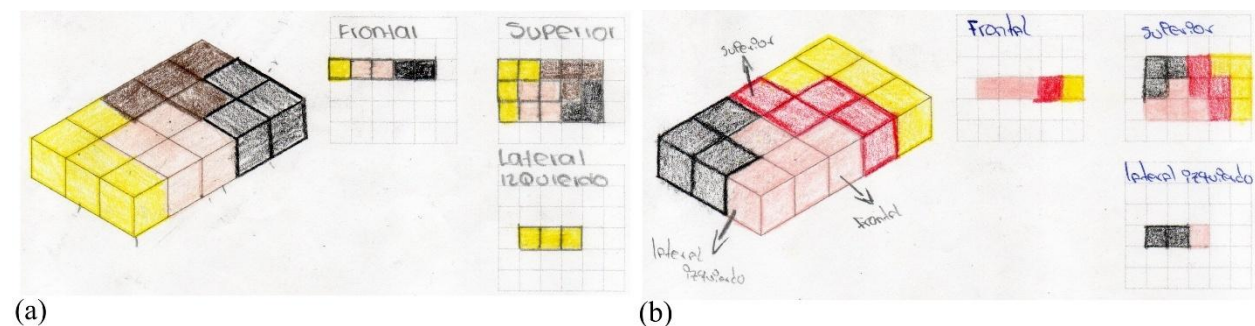 Frontal
Superior
Lateral
izquierdo
(a)
superior
Frontal
superior
lateral izquierdo
frontal
lateral
izquierdo
(b)